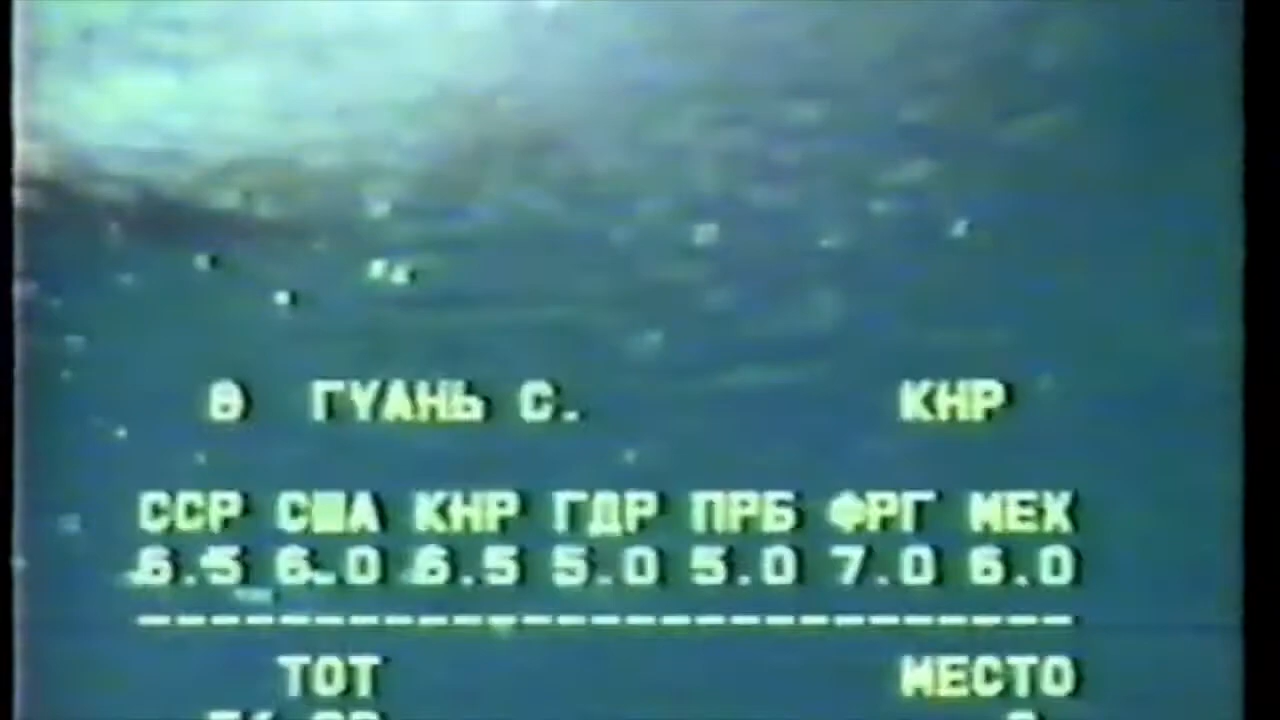 8 ГУАНЬ С. КНР
ССР США КНР ГДР ПРБ ФРГ МЕХ
6.5 6.0 6.5 5.0 5.0 7.0 6.0
---------------------------
ТОТ МЕСТО